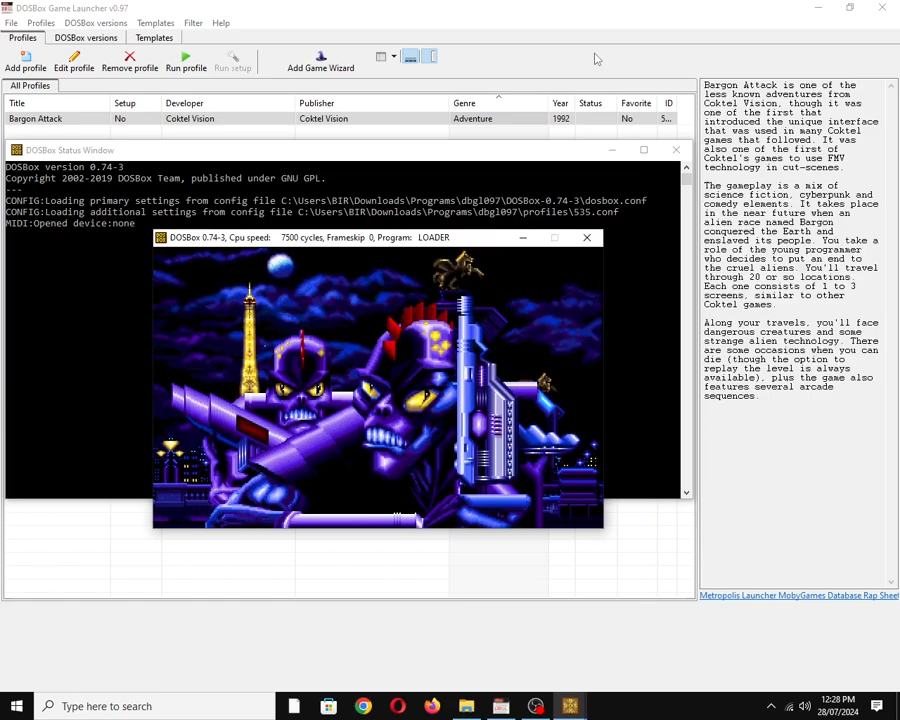 DOSBox Game Launcher v0.97
File Profiles DOSBox versions Templates Filter Help
Profiles DOSBox versions Templates
Add profile Edit profile Remove profile Run profile Run setup Add Game Wizard
All Profiles
Title Setup Developer Publisher Genre Year Status Favorite ID
Bargon Attack No Coktel Vision Coktel Vision Adventure 1992 No 5...
DOSBox Status Window
DOSBox version 0.74-3
Copyright 2002-2019 DOSBox Team, published under GNU GPL.
---
CONFIG:Loading primary settings from config file C:\Users\BIR\Downloads\Programs\dbgl097\DOSBox-0.74-3\dosbox.conf
CONFIG:Loading additional settings from config file C:\Users\BIR\Downloads\Programs\dbgl097\profiles\535.conf
MIDI:Opened device:none
DOSBox 0.74-3, Cpu speed: 7500 cycles, Frameskip 0, Program: LOADER
Bargon Attack is one of the
less known adventures from
Coktel Vision, though it was
one of the first that
introduced the unique interface
that was used in many Coktel
games that followed. It was
also one of the first of
Coktel's games to use FMV
technology in cut-scenes.
The gameplay is a mix of
science fiction, cyberpunk and
comedy elements. It takes place
in the near future when an
alien race named Bargon
conquered the Earth and
enslaved its people. You take a
role of the young programmer
who decides to put an end to
the cruel aliens. You'll travel
through 20 or so locations.
Each one consists of 1 to 3
screens, similar to other
Coktel games.
Along your travels, you'll face
dangerous creatures and some
strange alien technology. There
are some occasions when you can
die (though the option to
replay the level is always
available), plus the game also
features several arcade
sequences.
Metropolis Launcher MobyGames Database Rap Sheet
Type here to search
12:28 PM
28/07/2024